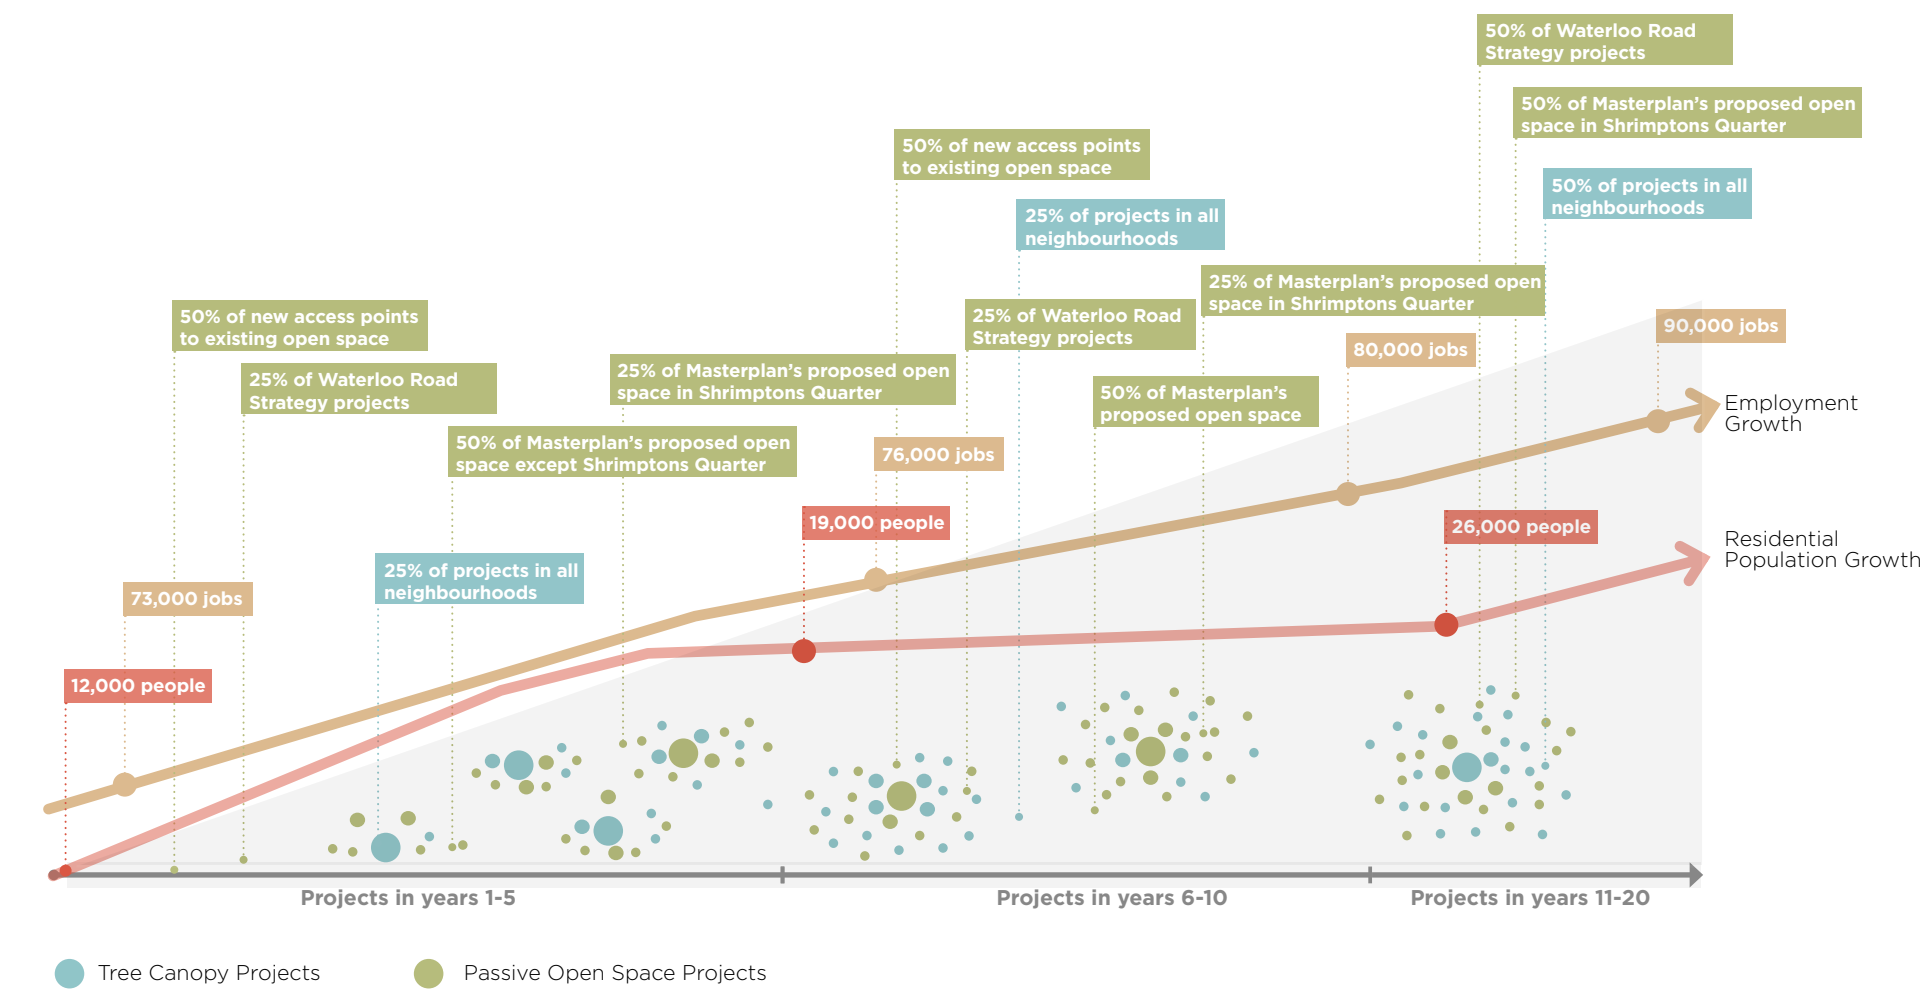 50% of Waterloo Road
Strategy projects
50% of Masterplan’s proposed open
space in Shrimptons Quarter
50% of new access points
to existing open space
50% of projects in all
neighbourhoods
25% of projects in all
neighbourhoods
25% of Masterplan’s proposed open
space in Shrimptons Quarter
50% of new access points
to existing open space
25% of Waterloo Road
Strategy projects
90,000 jobs
80,000 jobs
25% of Waterloo Road
Strategy projects
25% of Masterplan’s proposed open
space in Shrimptons Quarter
50% of Masterplan’s
proposed open space
Employment
Growth
50% of Masterplan’s proposed open
space except Shrimptons Quarter
76,000 jobs
19,000 people
26,000 people
Residential
Population Growth
25% of projects in all
neighbourhoods
73,000 jobs
12,000 people
Projects in years 1-5
Projects in years 6-10
Projects in years 11-20
Tree Canopy Projects
Passive Open Space Projects